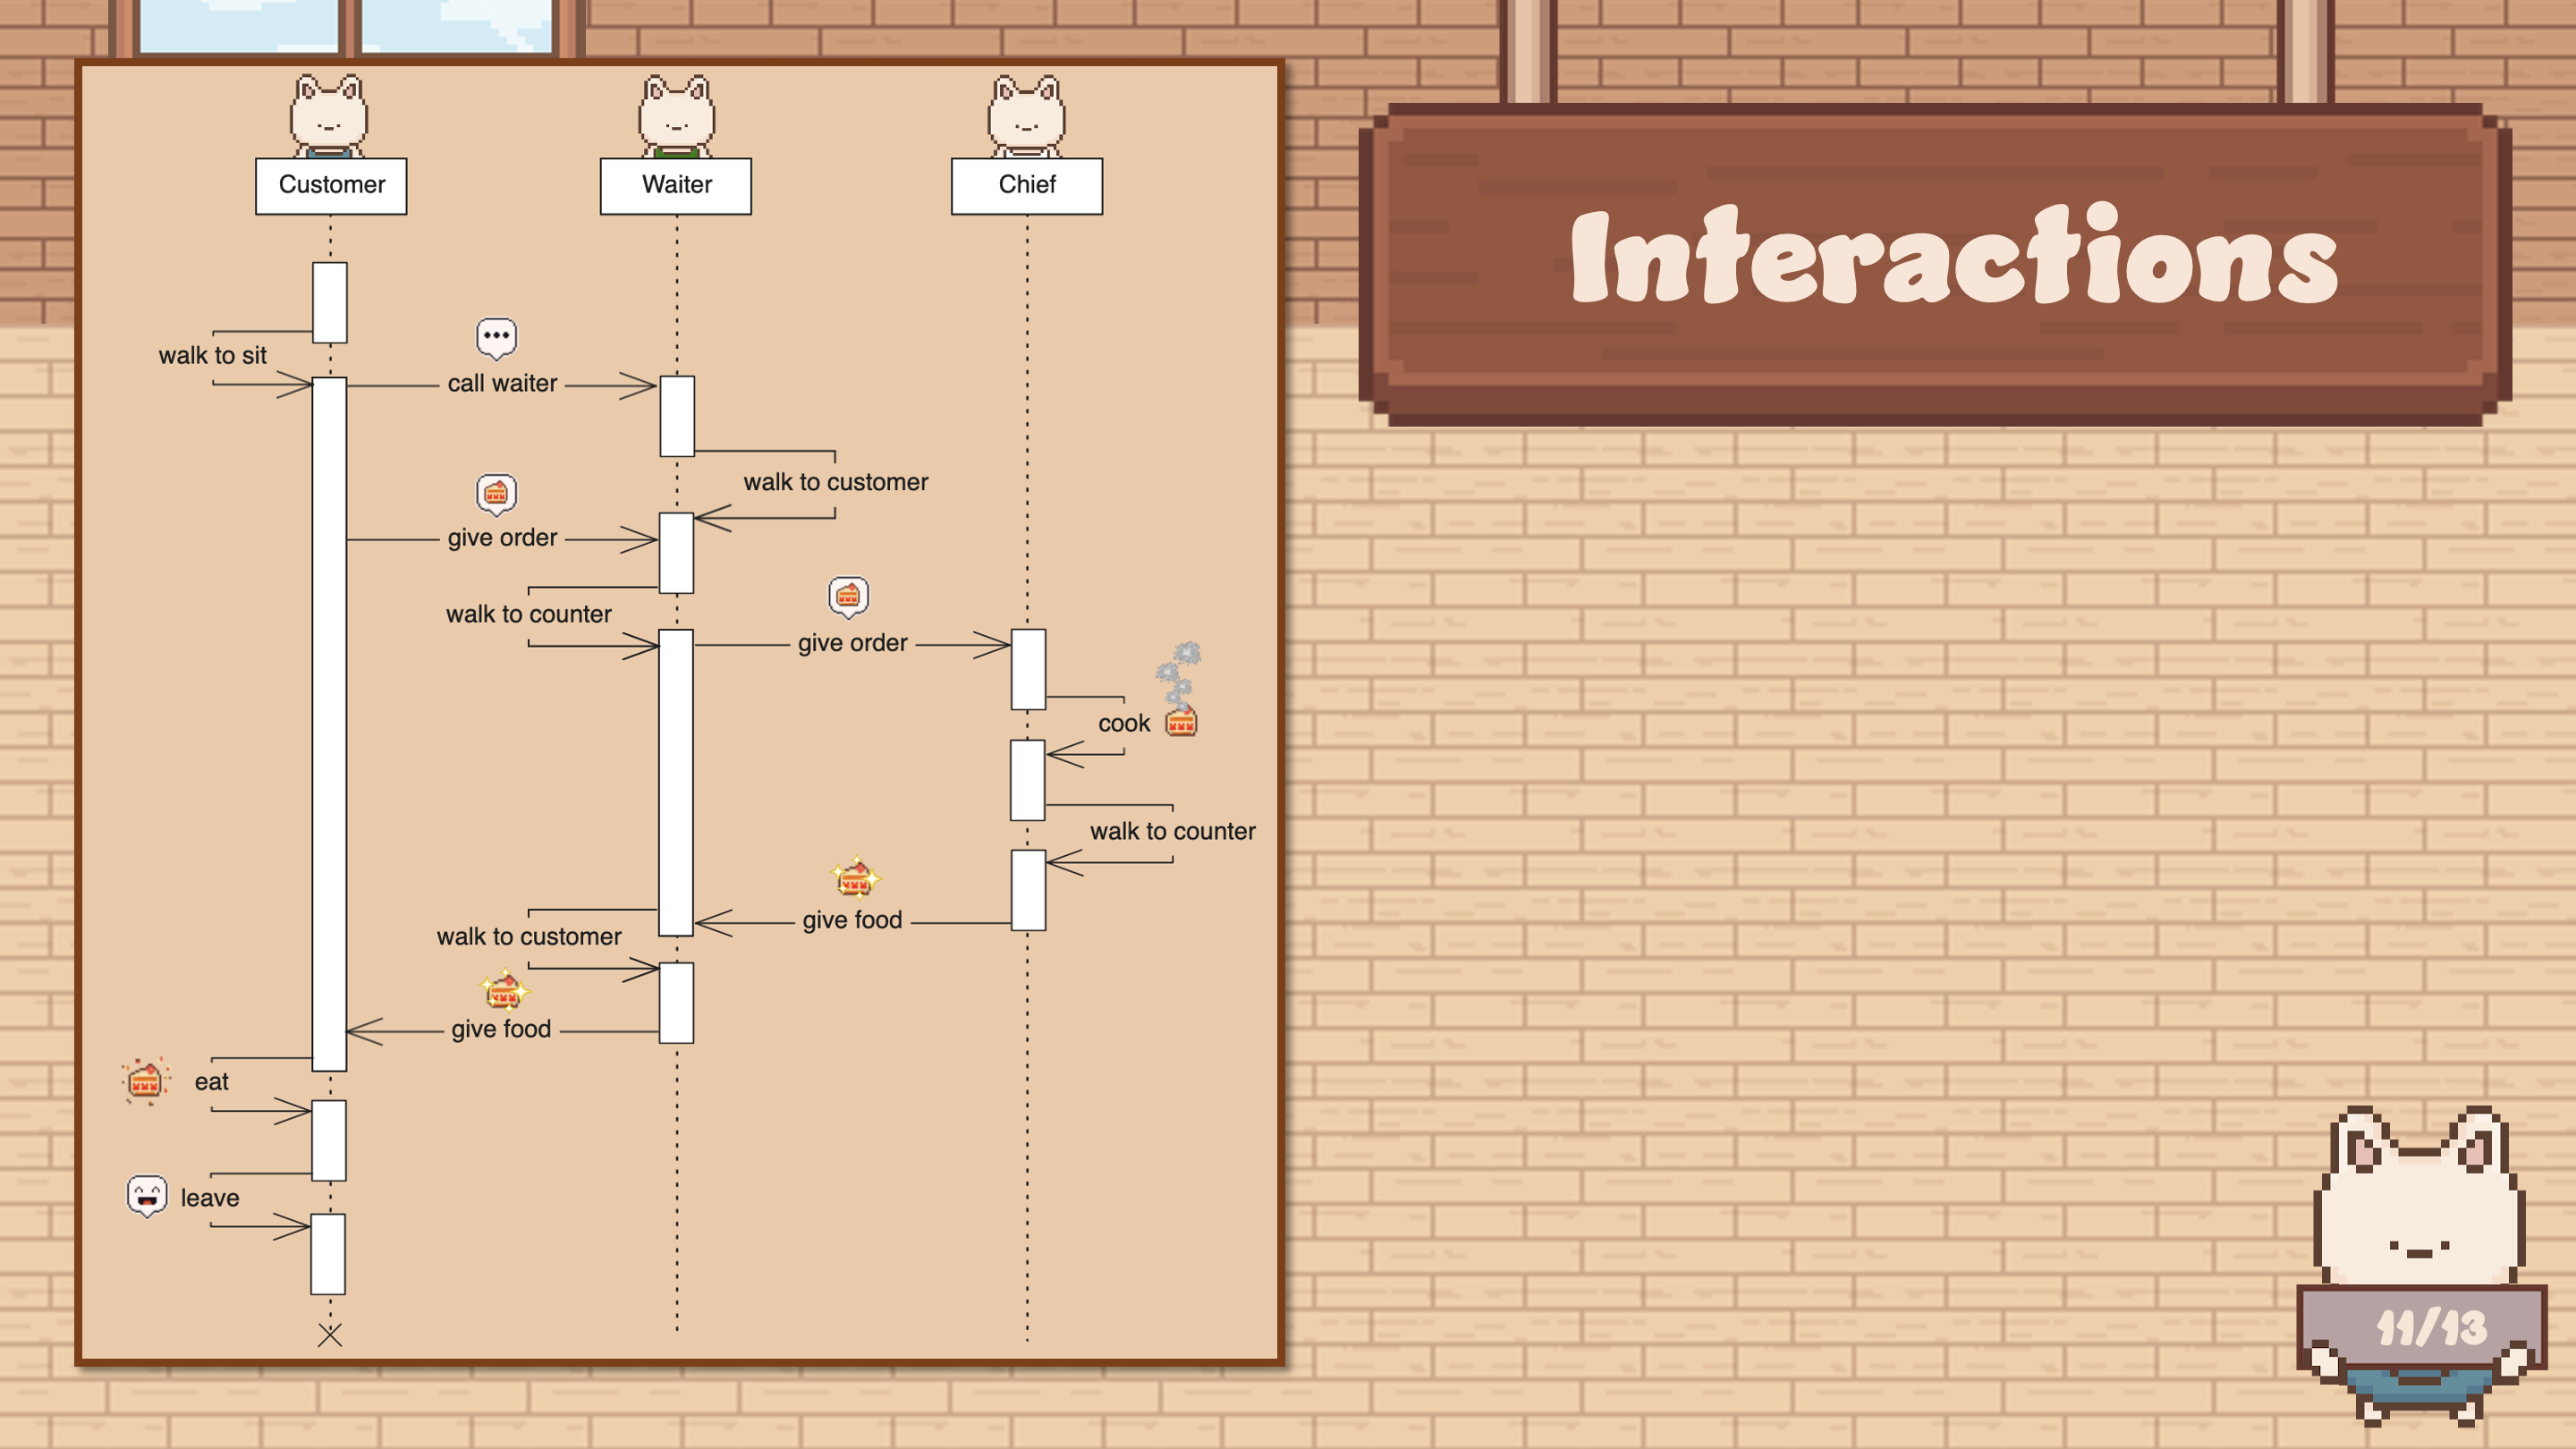 Customer
Waiter
Chief
Interactions
walk to sit
call waiter
walk to customer
give order
walk to counter
give order
cook
walk to counter
give food
walk to customer
give food
eat
leave
11/13